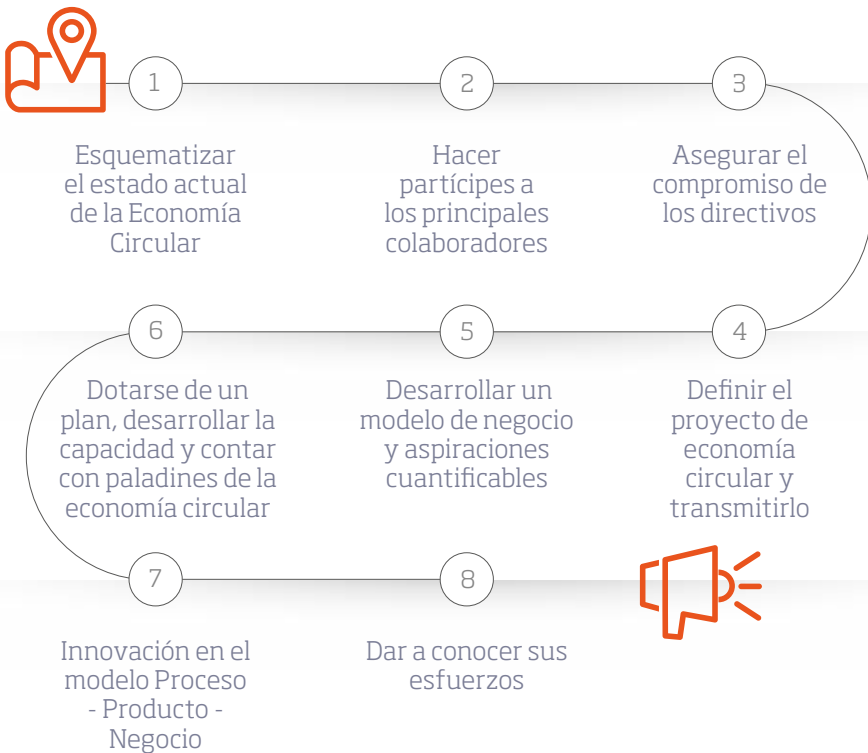 1
Esquematizar
el estado actual
de la Economía
Circular
2
Hacer
partícipes a
los principales
colaboradores
3
Asegurar el
compromiso de
los directivos
4
Definir el
proyecto de
economía
circular y
transmitirlo
5
Desarrollar un
modelo de negocio
y aspiraciones
cuantificables
6
Dotarse de un
plan, desarrollar la
capacidad y contar
con paladines de la
economía circular
7
Innovación en el
modelo Proceso
- Producto -
Negocio
8
Dar a conocer sus
esfuerzos